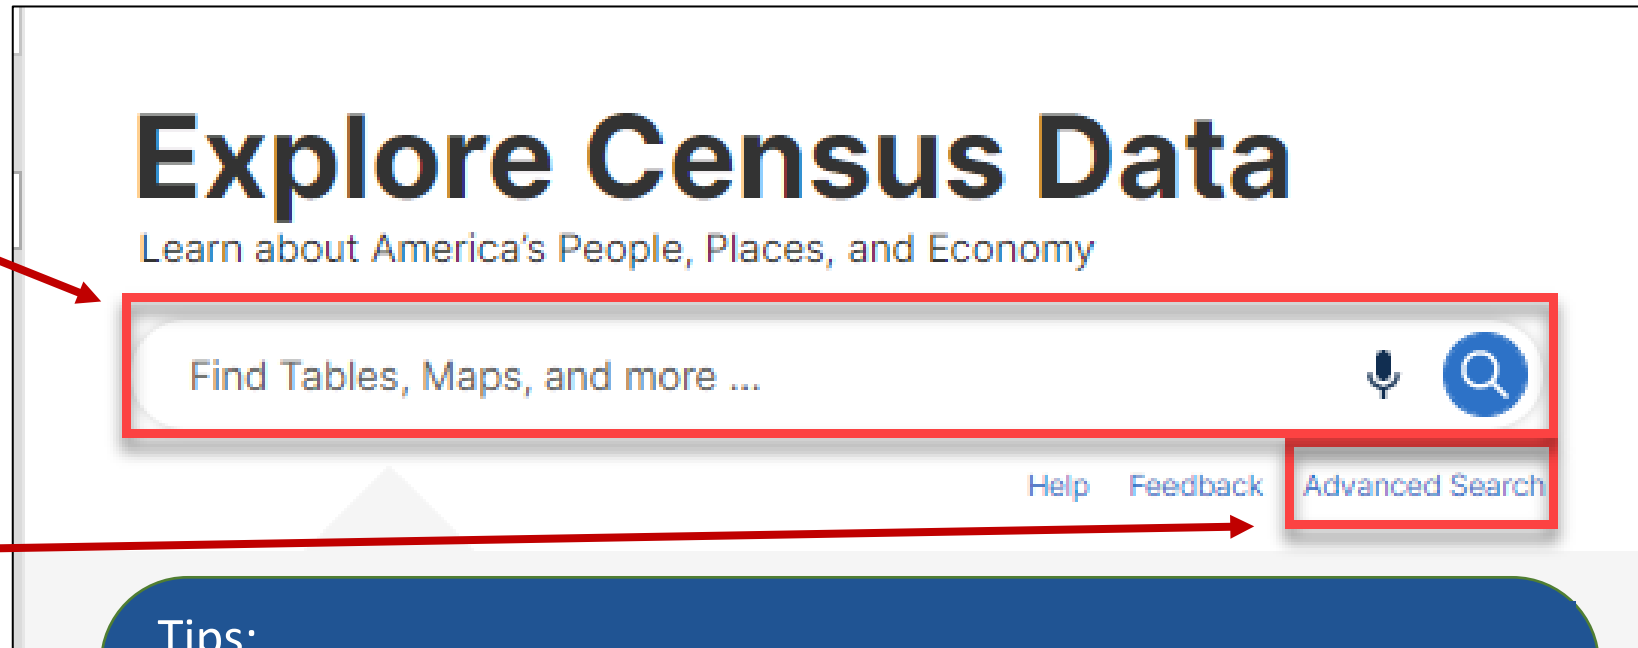 Explore Census Data
Learn about America's People, Places, and Economy
Find Tables, Maps, and more ...
Help Feedback Advanced Search
Tips: